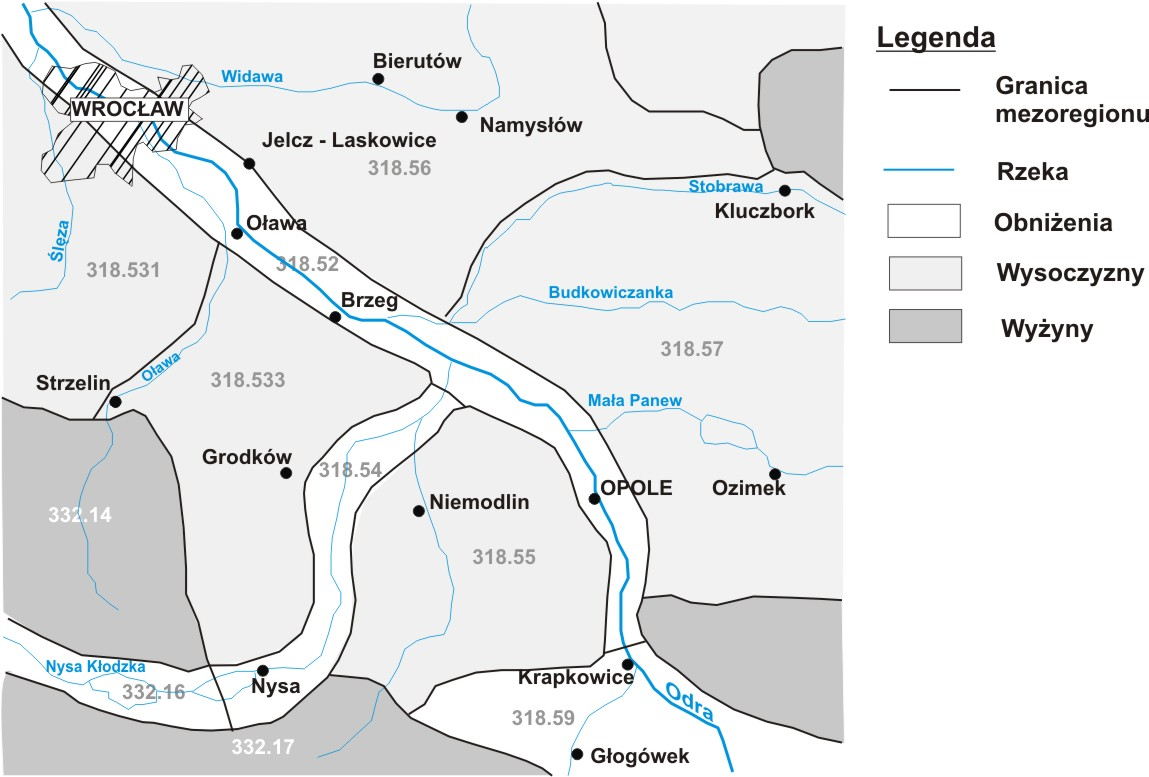 Legenda
Granica
mezoregionu
Rzeka
Obniżenia
Wysoczyzny
Wyżyny
Bierutów
Widawa
WROCŁAW
Namysłów
Jelcz - Laskowice
318.56
Stobrawa
Kluczbork
Oława
Ślęza
318.531
318.52
Brzeg
Budkowiczanka
318.57
Oława
Strzelin
318.533
Mała Panew
Grodków
318.54
OPOLE
Ozimek
Niemodlin
332.14
318.55
Nysa Kłodzka
332.16
Nysa
Krapkowice
Odra
318.59
332.17
Głogówek